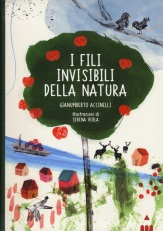 I FILI
INVISIBILI
DELLA NATURA
GIANUMBERTO ACCINELLI
illustrazioni di
SERENA VIOLA